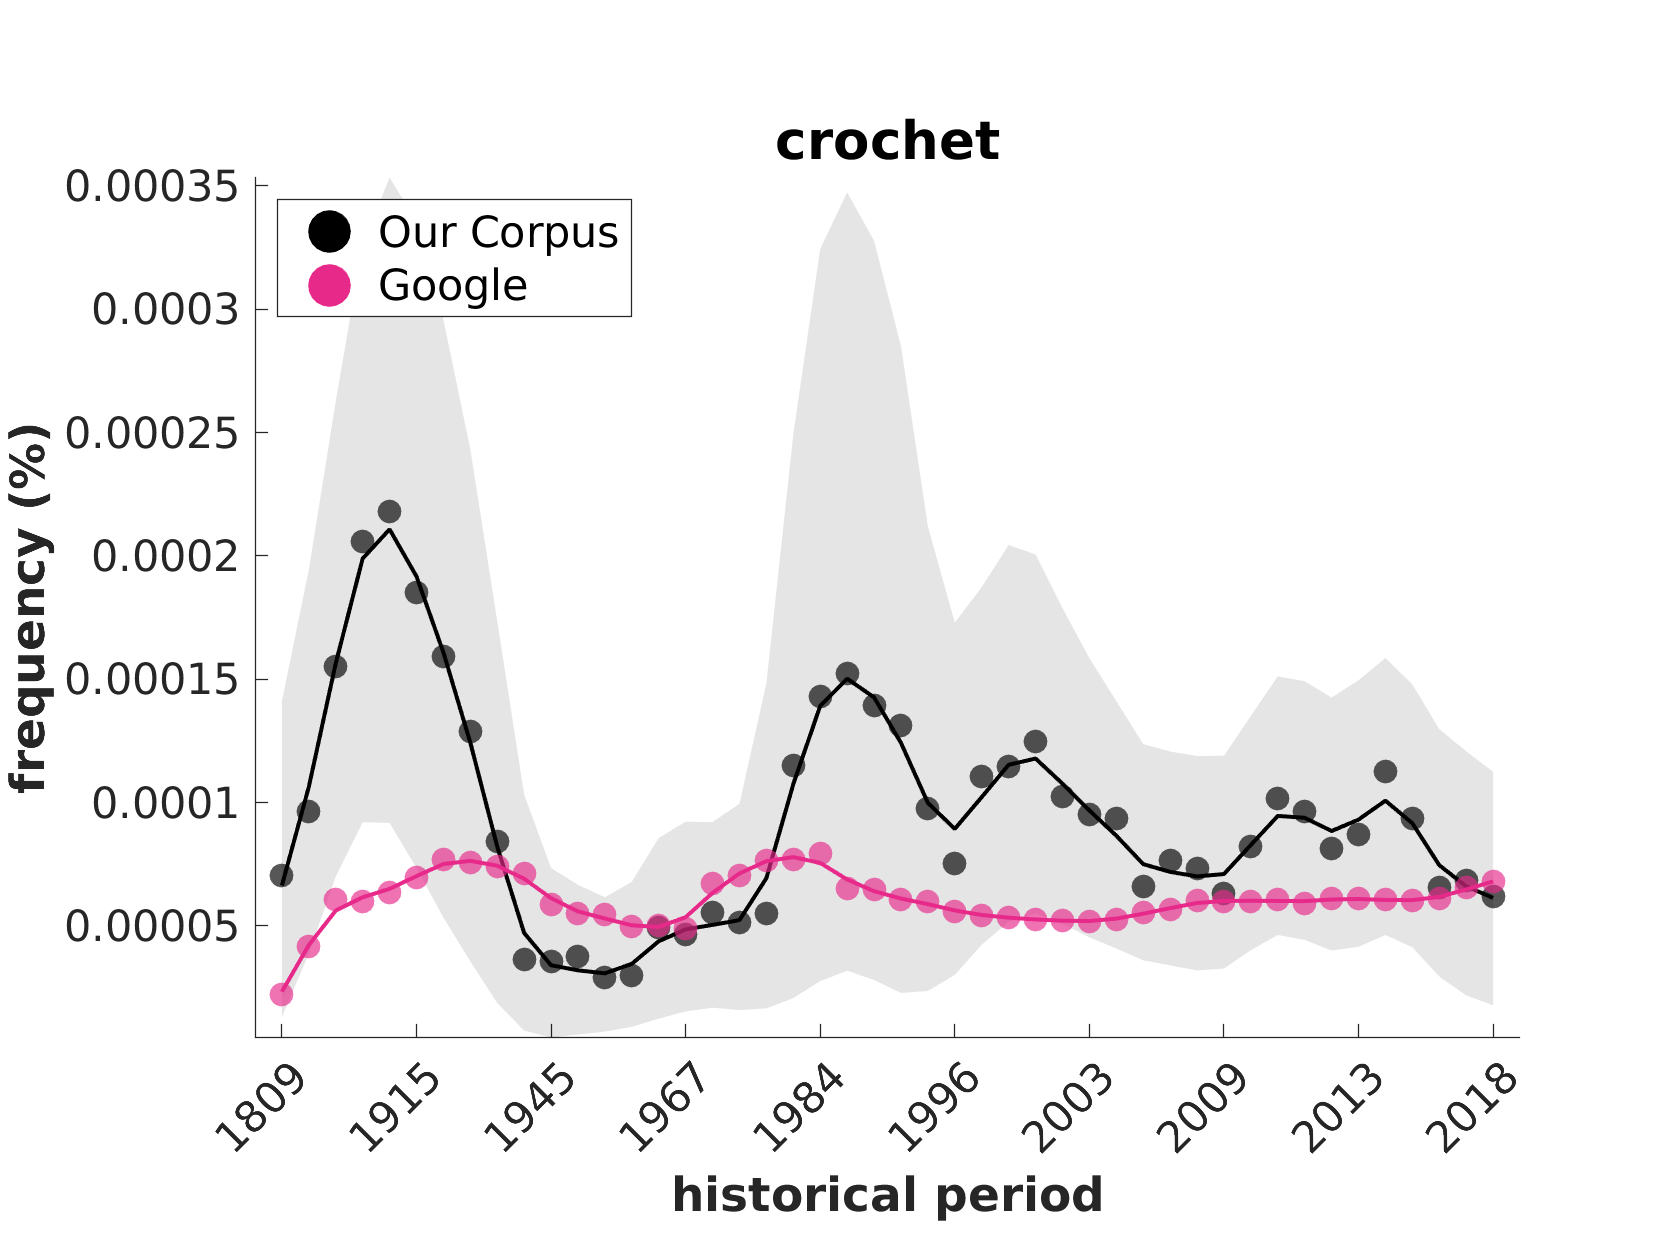 crochet
Our Corpus
Google
frequency (%)
0.00035
0.0003
0.00025
0.0002
0.00015
0.0001
0.00005
1809 1915 1945 1967 1984 1996 2003 2009 2013 2018
historical period